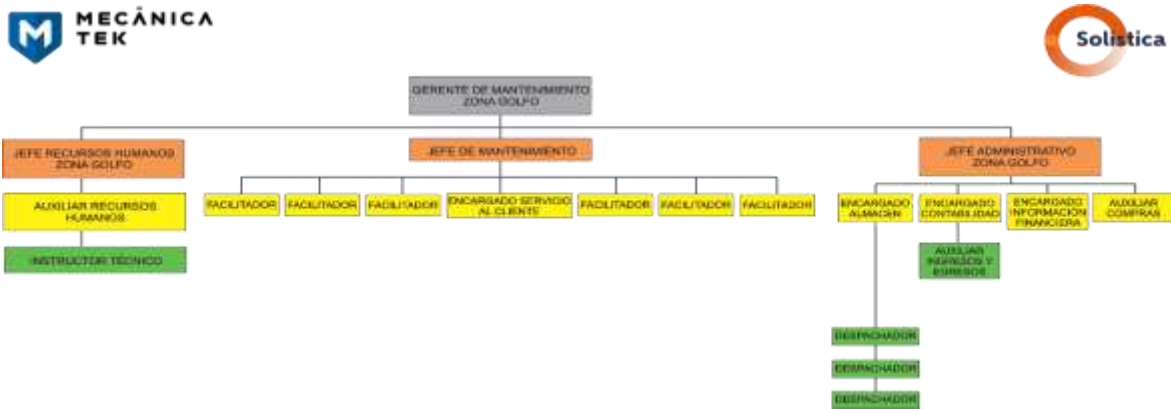 MECÁNICA
TEK
Solistica
GERENTE DE MANTENIMIENTO
ZONA GOLFO
JEFE RECURSOS HUMANOS
ZONA GOLFO
JEFE DE MANTENIMIENTO
JEFE ADMINISTRATIVO
ZONA GOLFO
AUXILIAR RECURSOS
HUMANOS
FACILITADOR
FACILITADOR
FACILITADOR
ENCARGADO SERVICIO
AL CLIENTE
FACILITADOR
FACILITADOR
FACILITADOR
ENCARGADO
ALMACEN
ENCARGADO
CONTABILIDAD
ENCARGADO
INFORMACION
FINANCIERA
AUXILIAR
COMPRAS
INSTRUCTOR TECNICO
AUXILIAR
INGRESOS Y
EGRESOS
DESPACHADOR
DESPACHADOR
DESPACHADOR